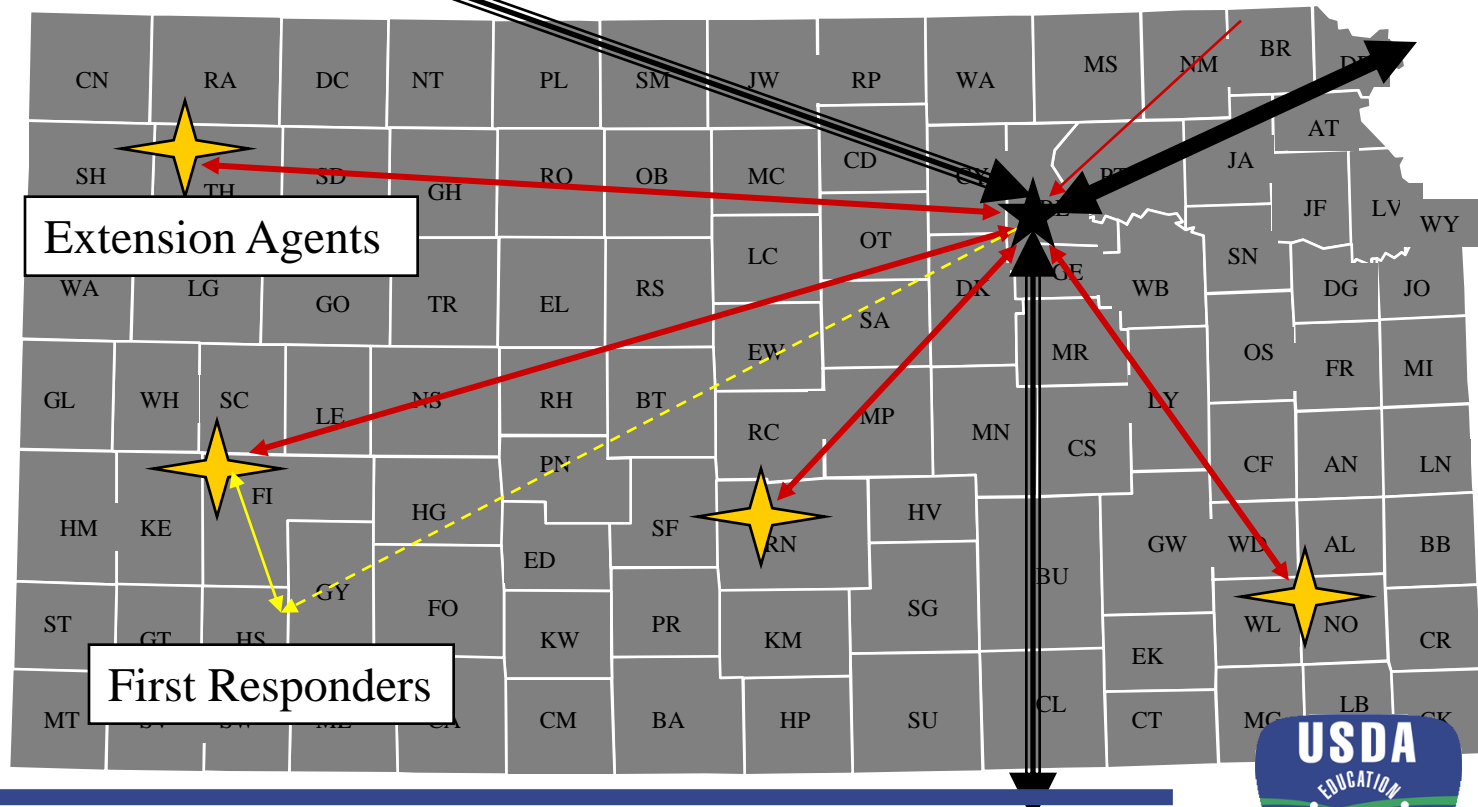 CN RA DC NT PL SM JW RP WA MS NM BR
AT
SH TH SD GH RO OB MC CD JA
JF LV WY
Extension Agents
LC OT GE SN
WA LG GO TR EL RS DK WB DG JO
SA
EW MR OS FR MI
GL WH SC LE NS RH BT LY
RC MP MN CS
PN CF AN LN
FI
HM KE HG SF RN HV GW WD AL BB
ED BU
GY FO SG
ST GT HS KW PR KM WL NO CR
EK
First Responders
MT CM BA HP SU CL CT LB
USDA
EDUCATION